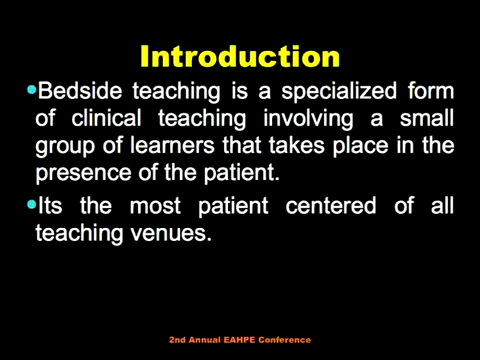 Introduction
Bedside teaching is a specialized form
of clinical teaching involving a small
group of learners that takes place in the
presence of the patient.
Its the most patient centered of all
teaching venues.
2nd Annual EAHPE Conference